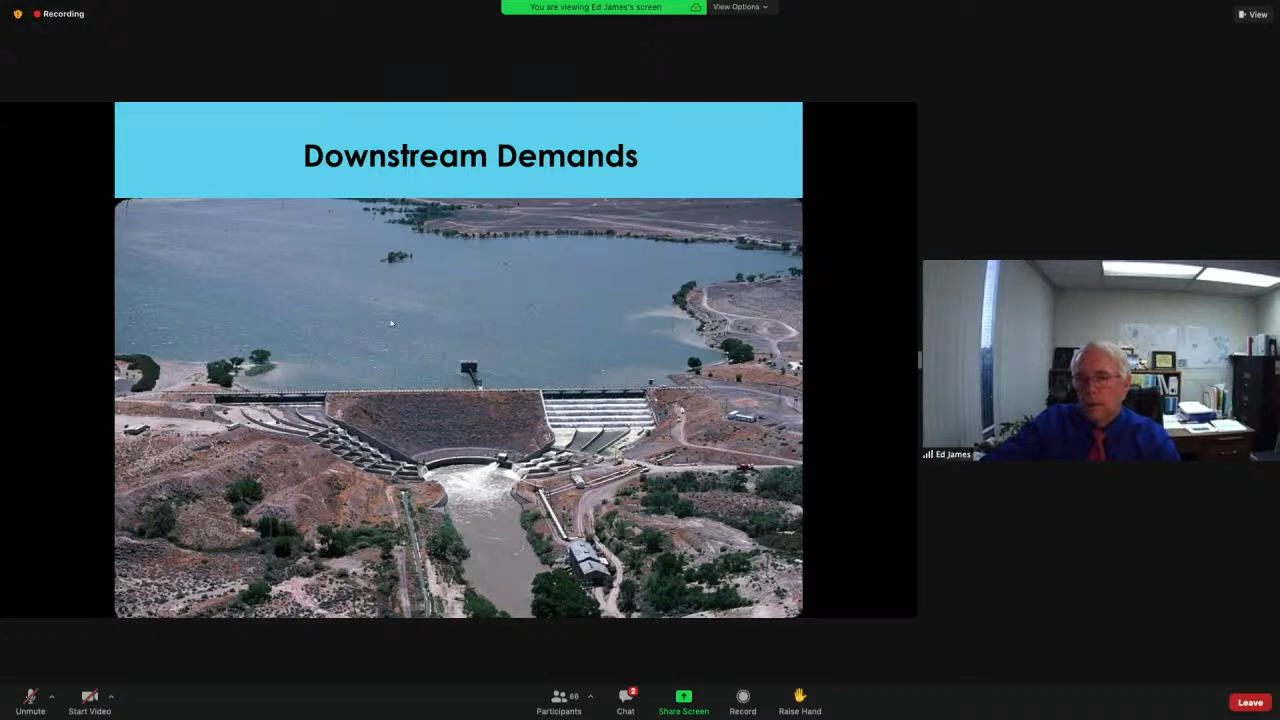 Recording
You are viewing Ed James's screen
View Options
View
Downstream Demands
Ed James
Unmute
Start Video
Participants
66
Chat
2
Share Screen
Record
Raise Hand
Leave